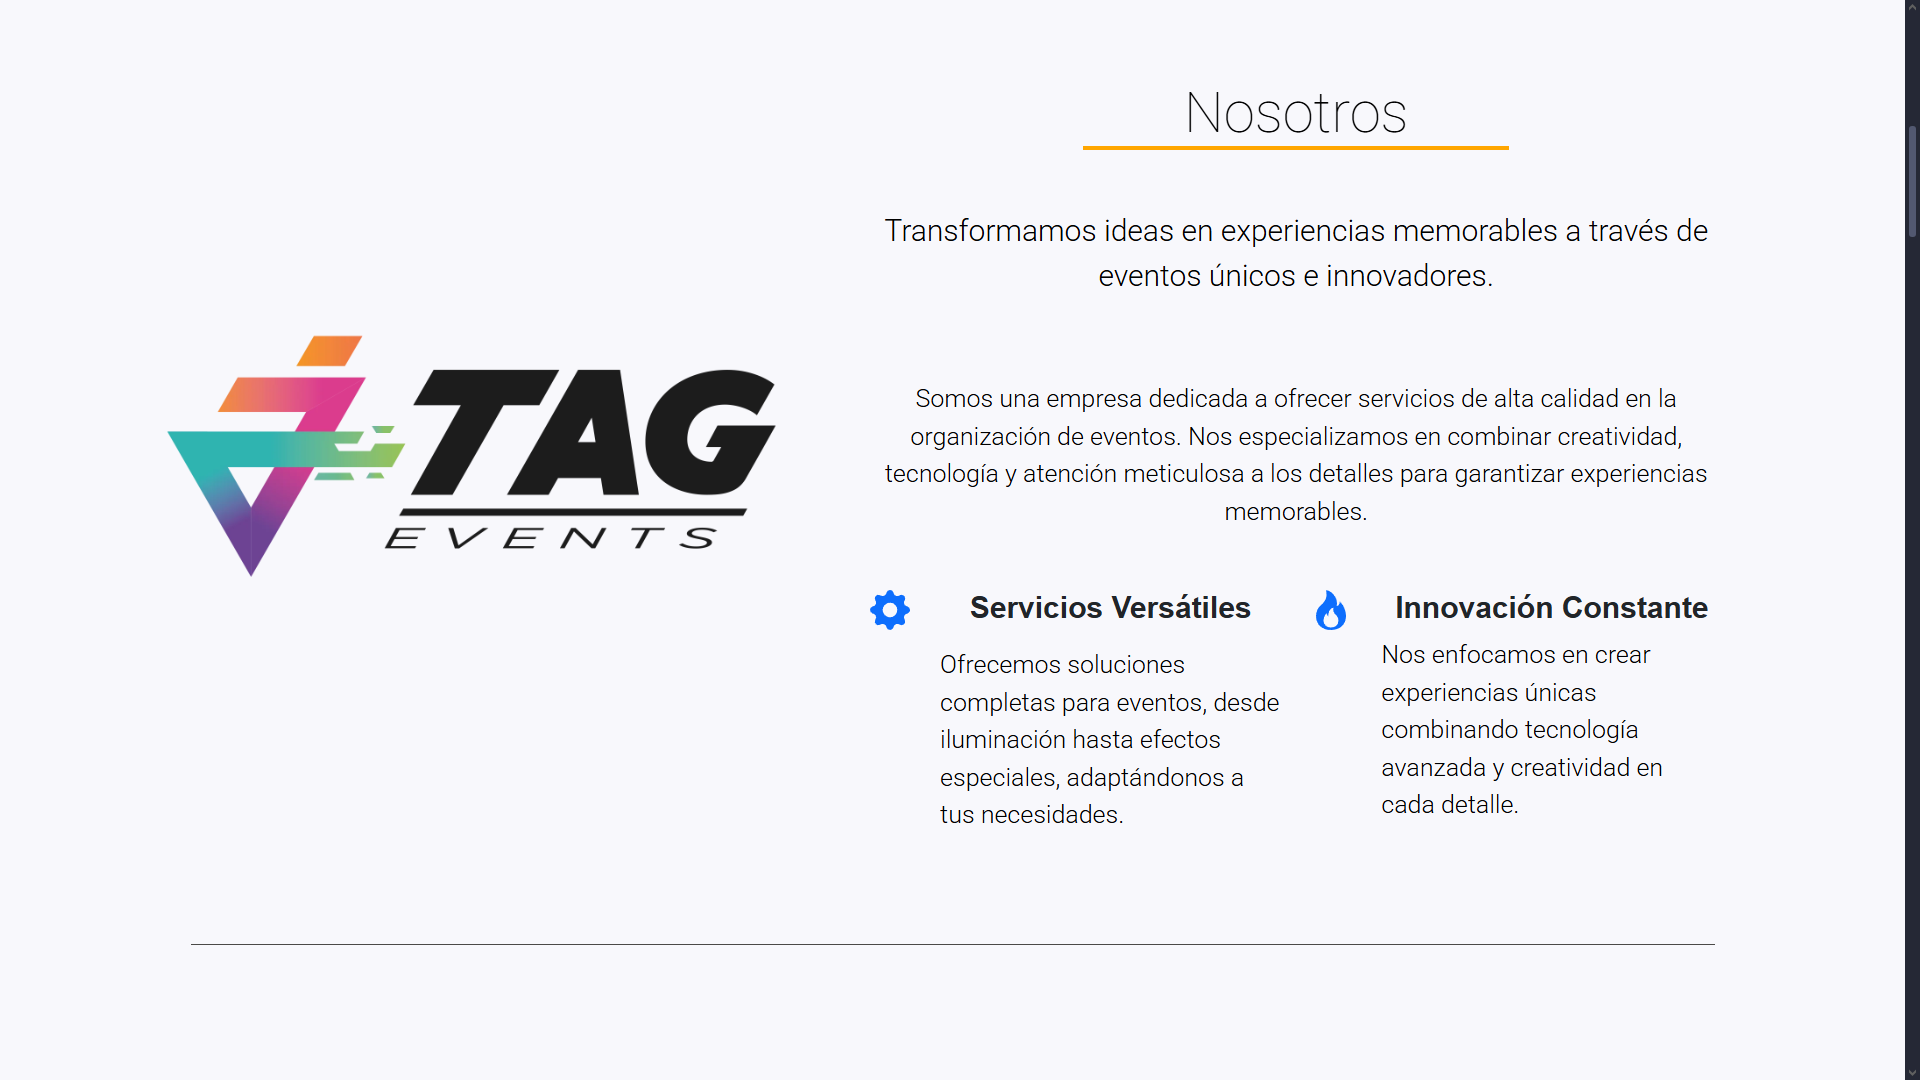 Nosotros
Transformamos ideas en experiencias memorables a través de
eventos únicos e innovadores.
TAG
EVENTS
Somos una empresa dedicada a ofrecer servicios de alta calidad en la
organización de eventos. Nos especializamos en combinar creatividad,
tecnología y atención meticulosa a los detalles para garantizar experiencias
memorables.
Servicios Versátiles
Ofrecemos soluciones
completas para eventos, desde
iluminación hasta efectos
especiales, adaptándonos a
tus necesidades.
Innovación Constante
Nos enfocamos en crear
experiencias únicas
combinando tecnología
avanzada y creatividad en
cada detalle.